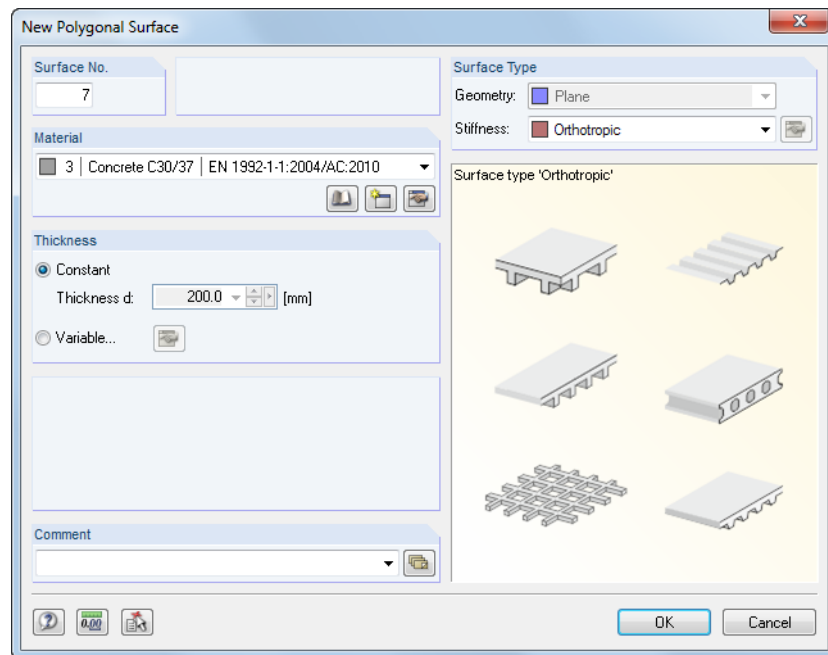 New Polygonal Surface
Surface No.
7
Material
3 Concrete C30/37 EN 1992-1-1:2004/AC:2010
Thickness
Constant
Thickness d: 200.0 [mm]
Variable...
Comment
Surface Type
Geometry: Plane
Stiffness: Orthotropic
Surface type 'Orthotropic'
0.00
OK Cancel